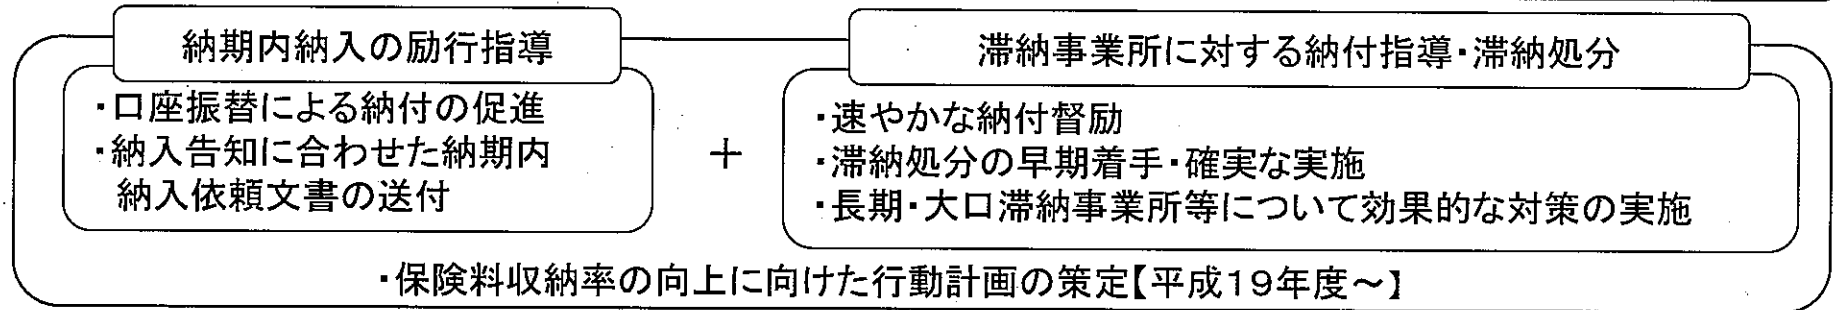 納期内納入の励行指導
・口座振替による納付の促進
・納入告知に合わせた納期内
納入依頼文書の送付
+
滞納事業所に対する納付指導・滞納処分
・速やかな納付督励
・滞納処分の早期着手・確実な実施
・長期・大口滞納事業所等について効果的な対策の実施
・保険料収納率の向上に向けた行動計画の策定【平成19年度~】